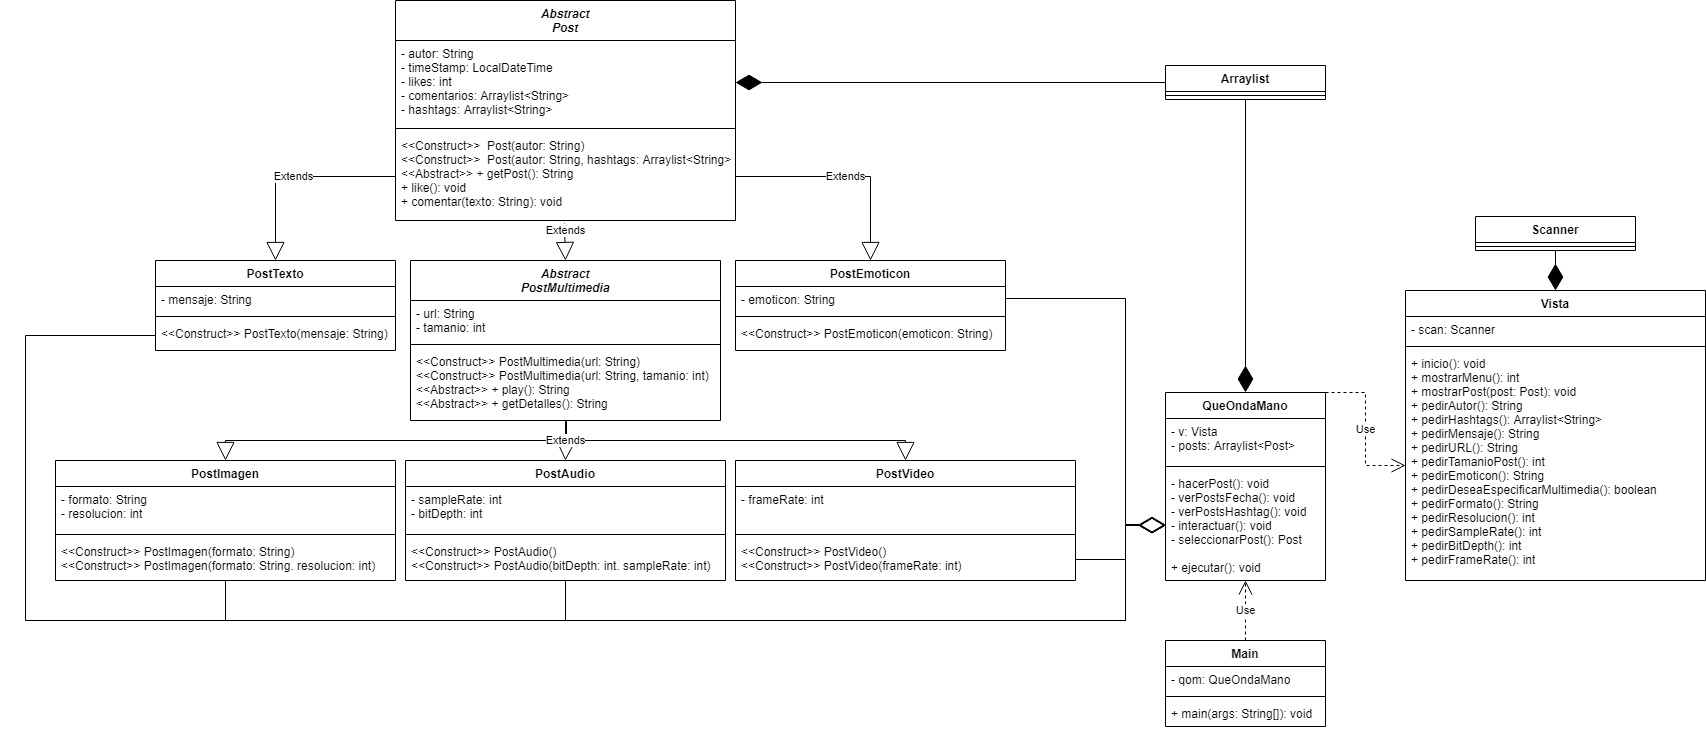 Abstract
Post
- autor: String
- timeStamp: LocalDateTime
- likes: int
- comentarios: Arraylist<String>
- hashtags: Arraylist<String>
<<Construct>>  Post(autor: String)
<<Construct>>  Post(autor: String, hashtags: Arraylist<String>
<<Abstract>> + getPost(): String
+ like(): void
+ comentar(texto: String): void
Arraylist
Extends
Extends
Extends
Scanner
PostTexto
- mensaje: String
<<Construct>> PostTexto(mensaje: String)
Abstract
PostMultimedia
- url: String
- tamanio: int
<<Construct>> PostMultimedia(url: String)
<<Construct>> PostMultimedia(url: String, tamanio: int)
<<Abstract>> + play(): String
<<Abstract>> + getDetalles(): String
PostEmoticon
- emoticon: String
<<Construct>> PostEmoticon(emoticon: String)
Vista
- scan: Scanner
+ inicio(): void
+ mostrarMenu(): int
+ mostrarPost(post: Post): void
+ pedirAutor(): String
+ pedirHashtags(): Arraylist<String>
+ pedirMensaje(): String
+ pedirURL(): String
+ pedirTamanioPost(): int
+ pedirEmoticon(): String
+ pedirDeseaEspecificarMultimedia(): boolean
+ pedirFormato(): String
+ pedirResolucion(): int
+ pedirSampleRate(): int
+ pedirBitDepth(): int
+ pedirFrameRate(): int
QueOndaMano
- v: Vista
- posts: Arraylist<Post>
- hacerPost(): void
- verPostsFecha(): void
- verPostsHashtag(): void
- interactuar(): void
- seleccionarPost(): Post
+ ejecutar(): void
Use
Extends
PostImagen
- formato: String
- resolucion: int
<<Construct>> PostImagen(formato: String)
<<Construct>> PostImagen(formato: String. resolucion: int)
PostAudio
- sampleRate: int
- bitDepth: int
<<Construct>> PostAudio()
<<Construct>> PostAudio(bitDepth: int. sampleRate: int)
PostVideo
- frameRate: int
<<Construct>> PostVideo()
<<Construct>> PostVideo(frameRate: int)
Use
Main
- qom: QueOndaMano
+ main(args: String[]): void